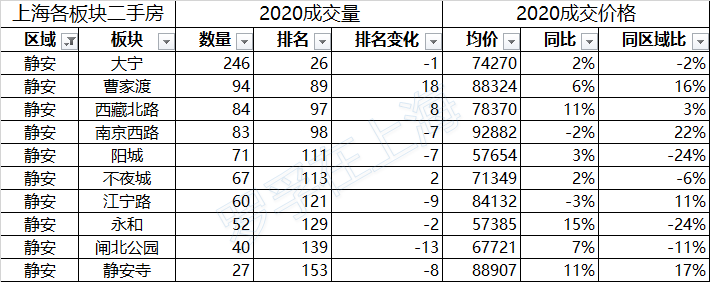 上海各板块二手房 2020成交量 2020成交价格
区域 板块 数量 排名 排名变化 均价 同比 同区域比
静安 大宁 246 26 -1 74270 2% -2%
静安 曹家渡 94 89 18 88324 6% 16%
静安 西藏北路 84 97 8 78370 11% 3%
静安 南京西路 83 98 -7 92882 -2% 22%
静安 阳城 71 111 -7 57654 3% -24%
静安 不夜城 67 113 2 71349 2% -6%
静安 江宁路 60 121 -9 84132 -3% 11%
静安 永和 52 129 -2 57385 15% -24%
静安 闸北公园 40 139 -13 67721 7% -11%
静安 静安寺 27 153 -8 88907 11% 17%